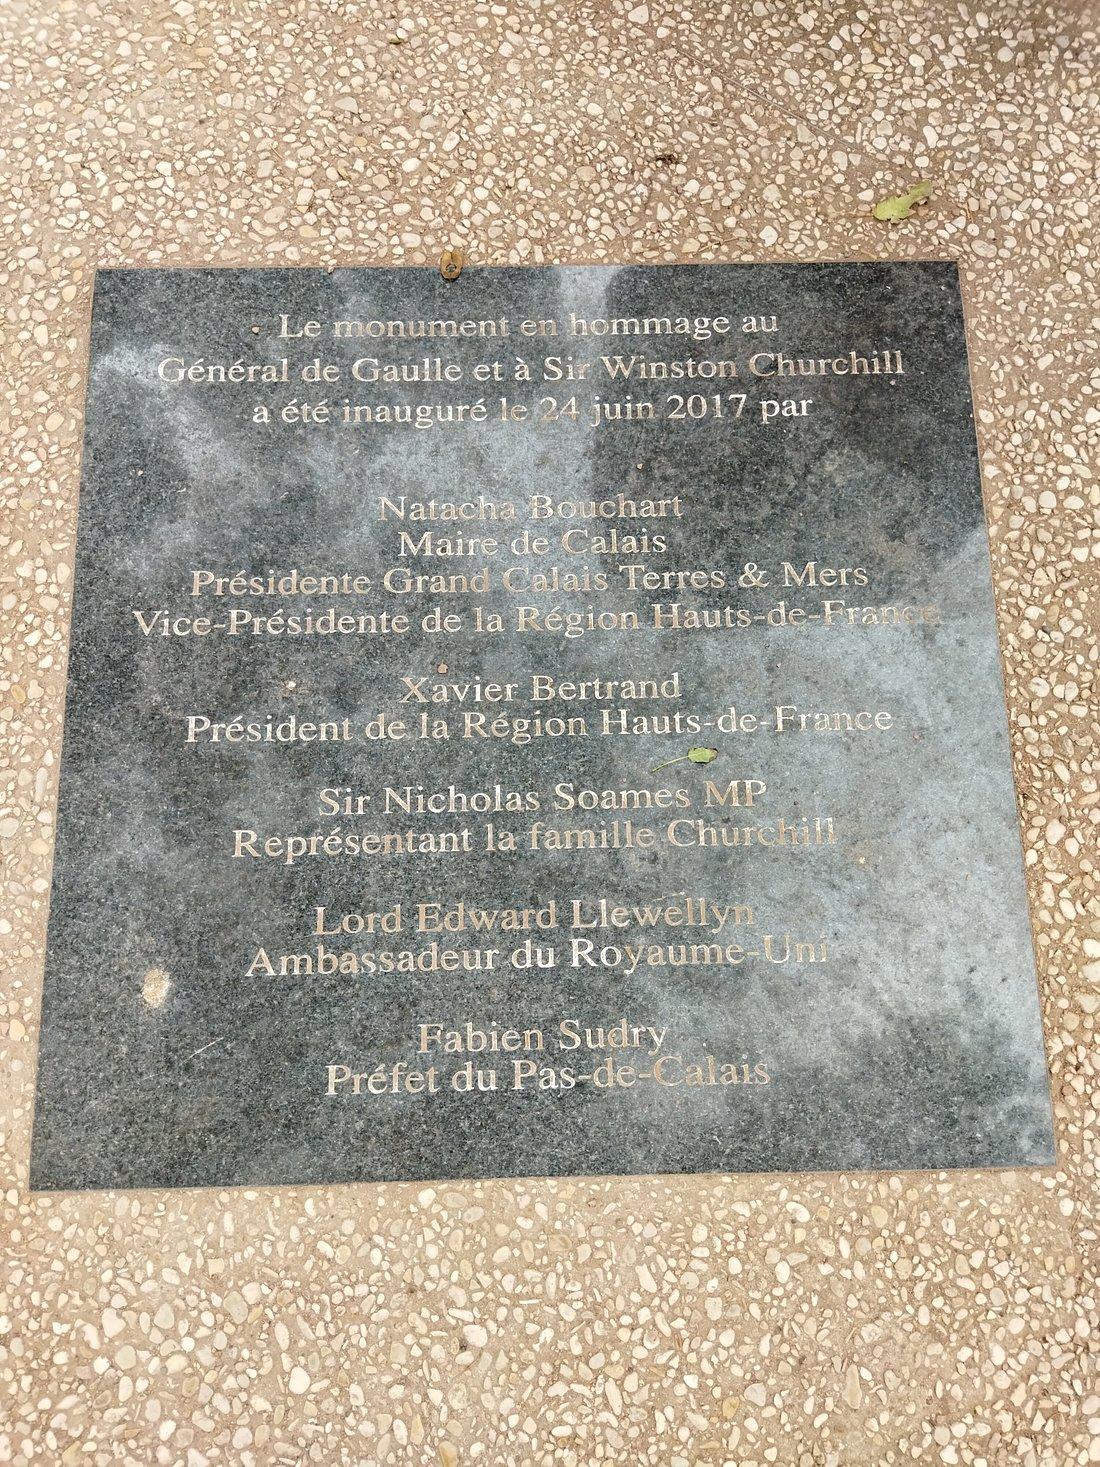 Le monument en hommage au
Général de Gaulle et à Sir Winston Churchill
a été inauguré le 24 juin 2017 par
Natacha Bouchart
Maire de Calais
Présidente Grand Calais Terres & Mers
Vice-Présidente de la Région Hauts-de-France
Xavier Bertrand
Président de la Région Hauts-de-France
Sir Nicholas Soames MP
Représentant la famille Churchill
Lord Edward Llewellyn
Ambassadeur du Royaume-Uni
Fabien Sudry
Préfet du Pas-de-Calais